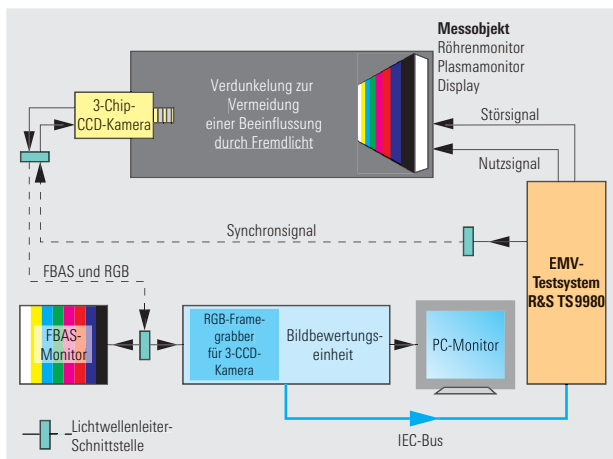 Messobjekt
Röhrenmonitor
Plasmamonitor
Display
3-Chip-
CCD-Kamera
Verdunkelung zur
Vermeidung
einer Beeinflussung
durch Fremdlicht
Störsignal
Nutzsignal
Synchronsignal
EMV-
Testsystem
R&S TS 9980
FBAS und RGB
FBAS-
Monitor
RGB-Frame-
grabber
für 3-CCD-
Kamera
Bildbewertungs-
einheit
PC-Monitor
Lichtwellenleiter-
Schnittstelle
IEC-Bus